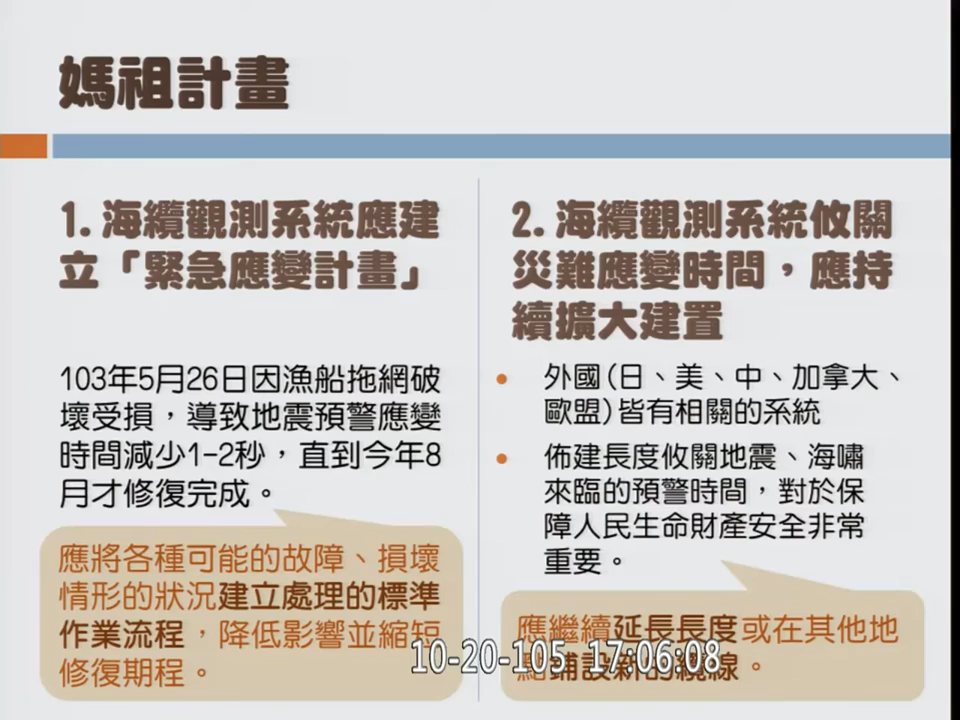 媽祖計畫
1. 海纜觀測系統應建
立「緊急應變計畫」
103年5月26日因漁船拖網破
壞受損，導致地震預警應變
時間減少1-2秒，直到今年8
月才修復完成。
應將各種可能的故障、損壞
情形的狀況建立處理的標準
作業流程，降低影響並縮短
修復期程。
2. 海纜觀測系統攸關
災難應變時間，應持
續擴大建置
外國(日、美、中、加拿大、
歐盟)皆有相關的系統
佈建長度攸關地震、海嘯
來臨的預警時間，對於保
障人民生命財產安全非常
重要。
應繼續延長長度或在其他地
點埔設新的纜線。
10-20-105 17:06:08